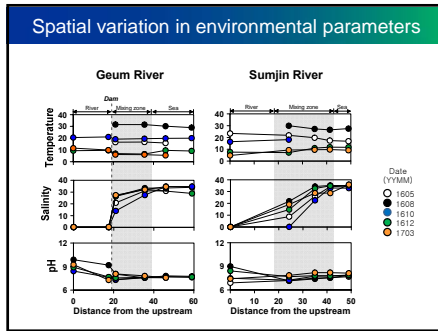 Spatial variation in environmental parameters
Geum River
Sumjin River
Dam
River
Mixing zone
Sea
River
Mixing zone
Sea
Temperature
40
30
20
10
0
40
30
20
10
0
Salinity
40
30
20
10
0
40
30
20
10
0
pH
12
9
6
12
9
6
0 20 40 60
0 10 20 30 40 50
Distance from the upstream
Distance from the upstream
Date
(YYMM)
1605
1608
1610
1612
1703